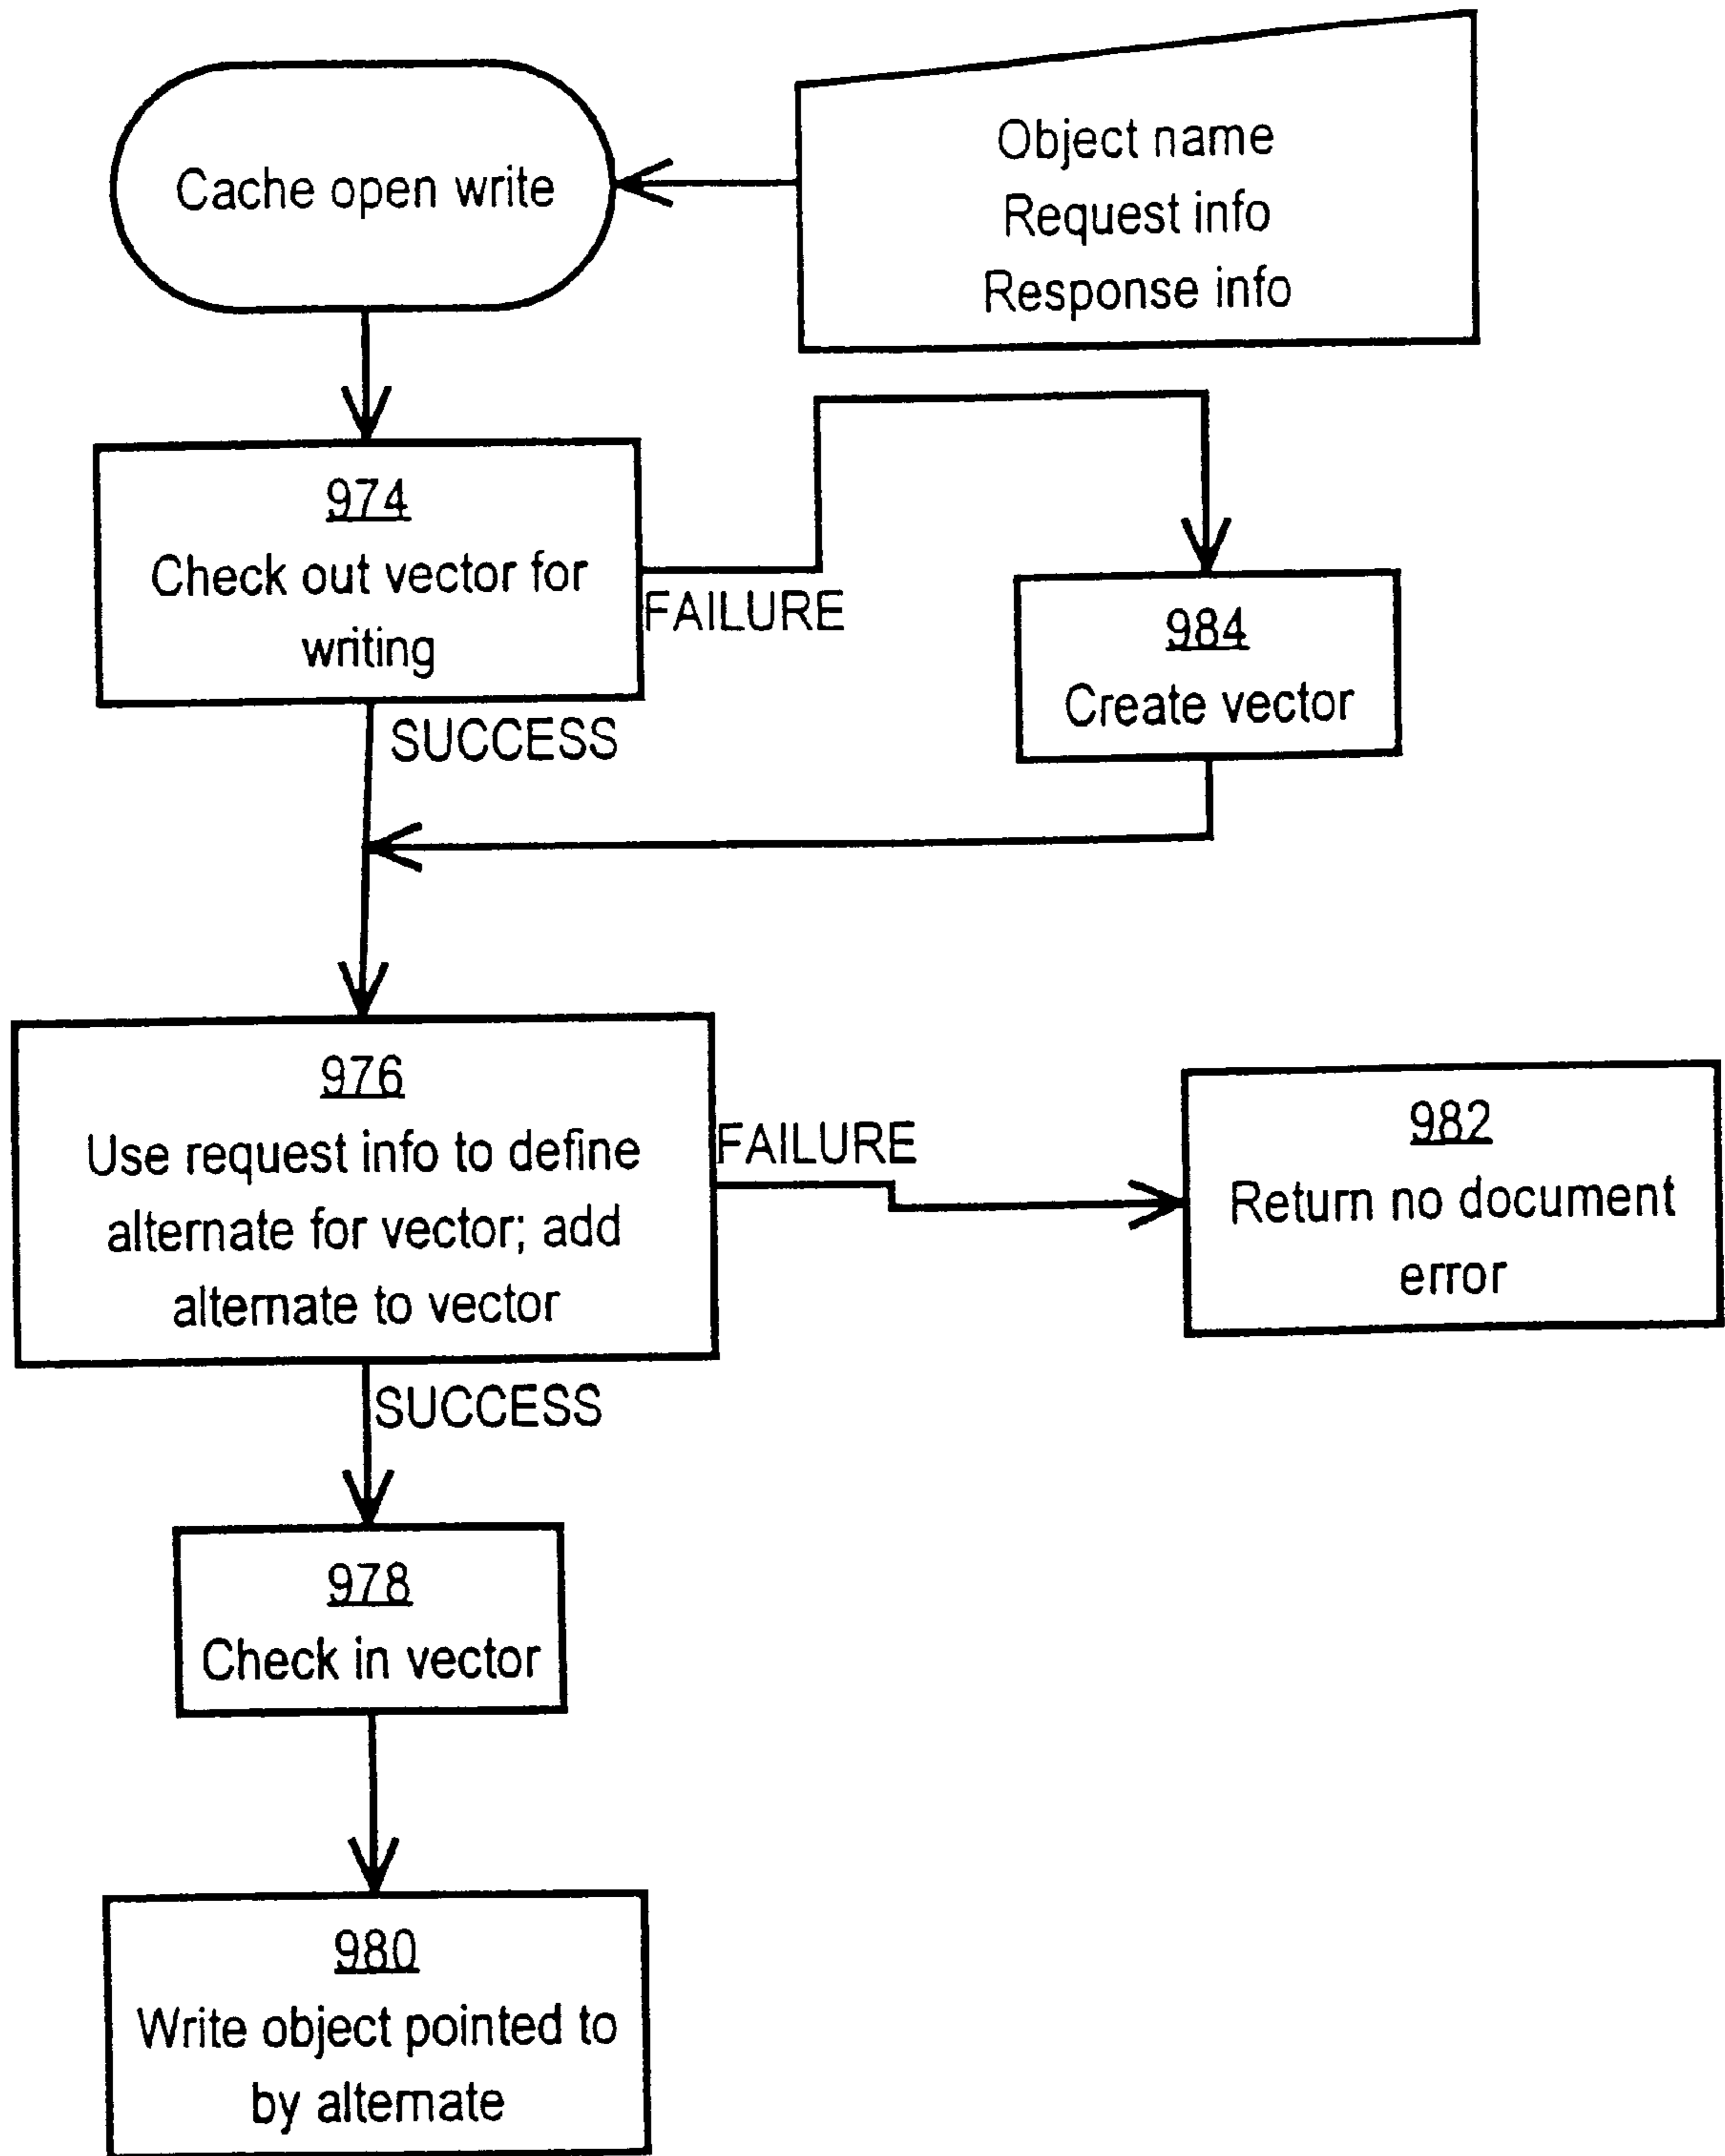 Cache open write
Object name
Request info
Response info
974
Check out vector for
writing
FAILURE
984
Create vector
SUCCESS
976
Use request info to define
alternate for vector; add
alternate to vector
FAILURE
982
Return no document
error
SUCCESS
978
Check in vector
980
Write object pointed to
by alternate